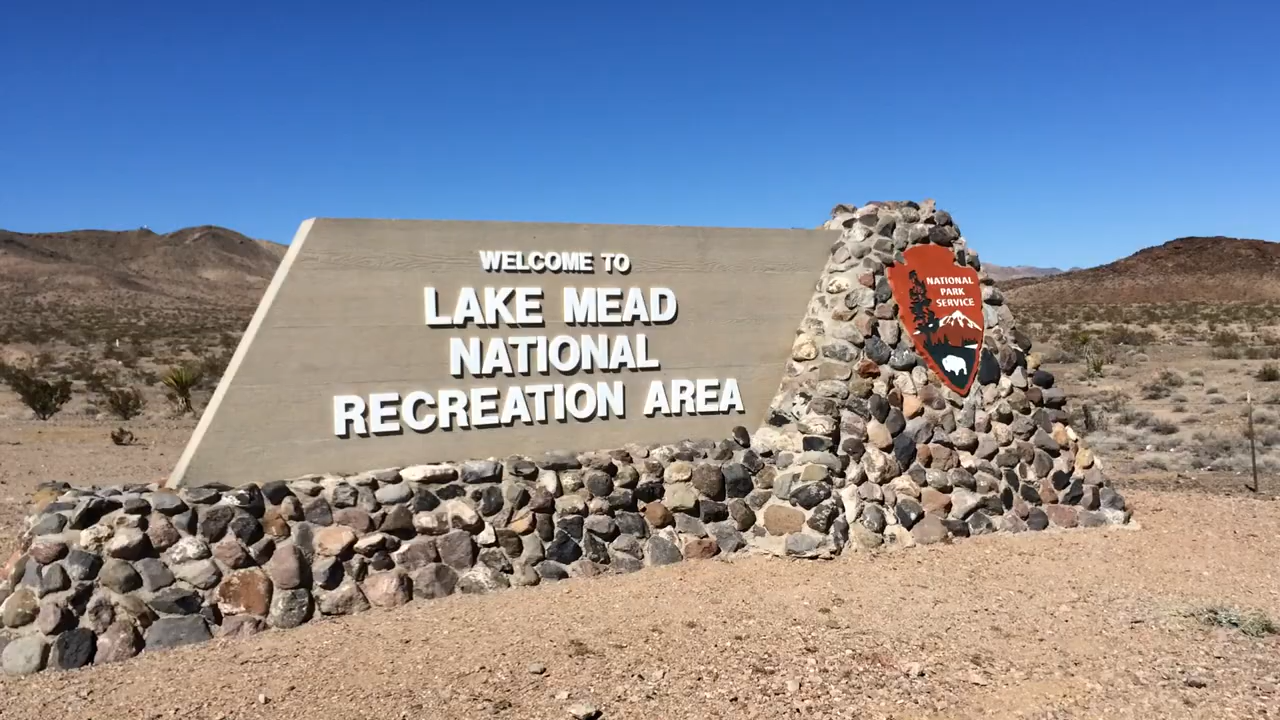 WELCOME TO
LAKE MEAD
NATIONAL
RECREATION AREA
NATIONAL
PARK
SERVICE